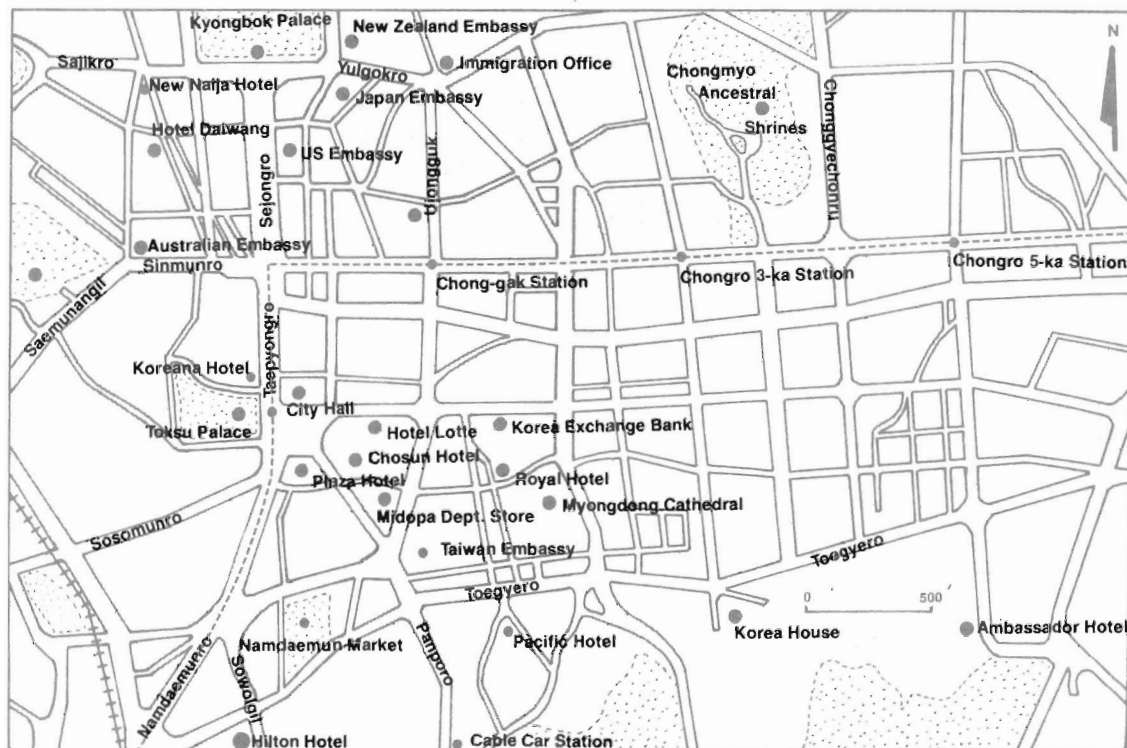 Kyongbok Palace
New Zealand Embassy
N
Sajikro
Yulgokro
Immigration Office
New Naija Hotel
Japan Embassy
Chongmyo
Ancestral
Shrines
Hotel Daiwang
US Embassy
Sejongro
Ujongguk
Chonggyechonru
Australian Embassy
Sinmunro
Chong-gak Station
Chongro 3-ka Station
Chongro 5-ka Station
Saemunangil
Taepyongro
Koreana Hotel
City Hall
Toksu Palace
Hotel Lotte
Korea Exchange Bank
Chosun Hotel
Plaza Hotel
Royal Hotel
Midopa Dept. Store
Myongdong Cathedral
Sosomunro
Taiwan Embassy
Toegyero
Toegyero
0 500
Namdaemun Market
Pacific Hotel
Korea House
Ambassador Hotel
Panporo
Namdaemunro
Sowolgil
Hilton Hotel
Cable Car Station